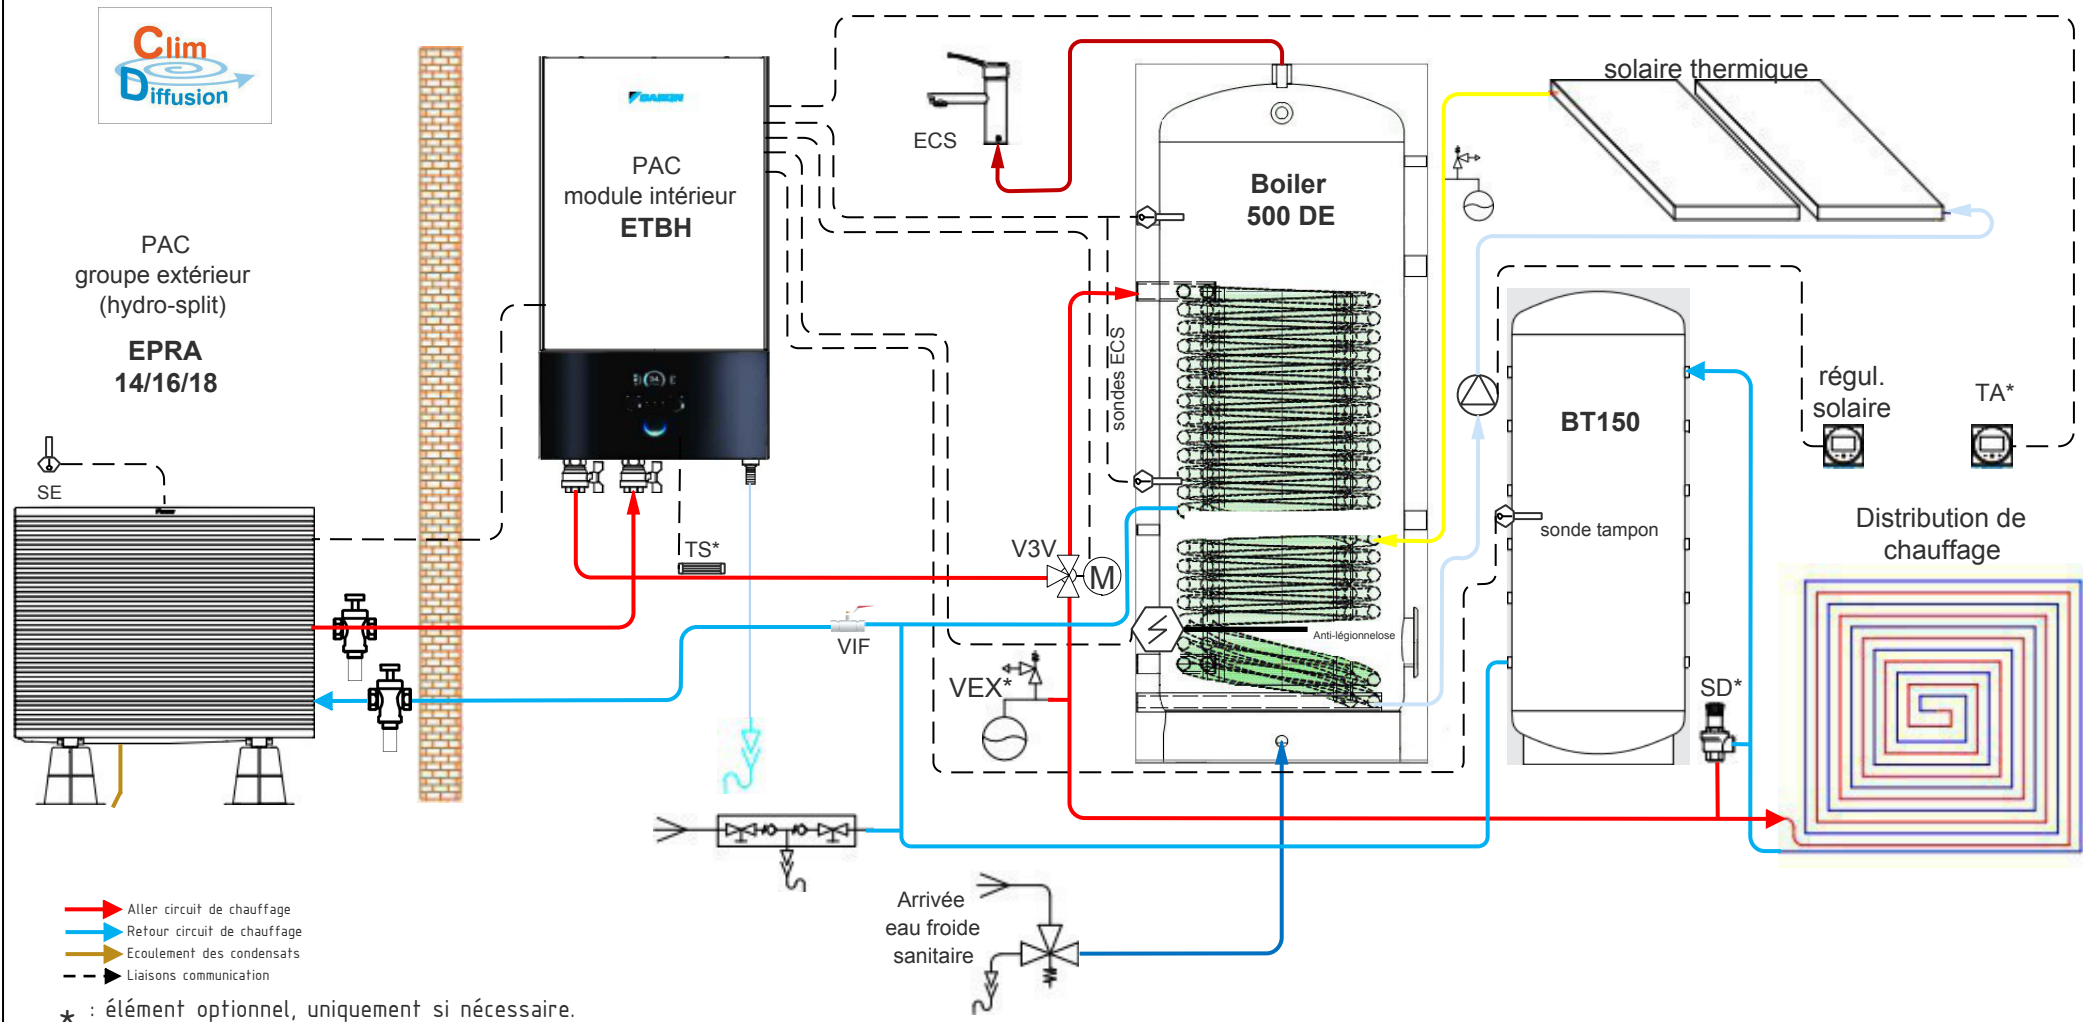 Clim
Diffusion
PAC
groupe extérieur
(hydro-split)
EPRA
14/16/18
SE
DAIKIN
PAC
module intérieur
ETBH
TS*
ECS
Boiler
500 DE
sondes ECS
V3V
M
VIF
VEX*
Anti-légionnelose
solaire thermique
BT150
sonde tampon
régul.
solaire
TA*
SD*
Distribution de
chauffage
Arrivée
eau froide
sanitaire
Aller circuit de chauffage
Retour circuit de chauffage
Ecoulement des condensats
Liaisons communication
* : élément optionnel, uniquement si nécessaire.